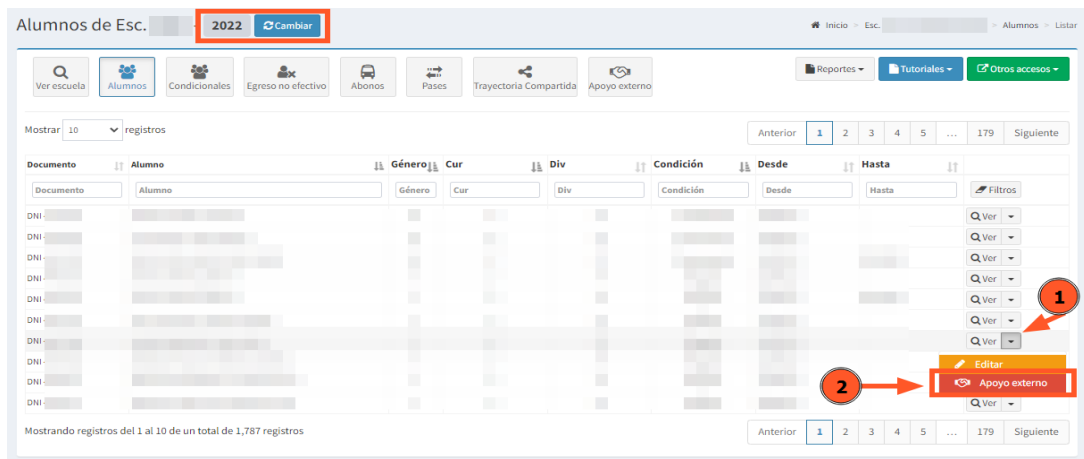 Alumnos de Esc. - 2022 Cambiar
Inicio > Esc. > Alumnos > Listar
Ver escuela Alumnos Condicionales Egreso no efectivo Abonos Pases Trayectoria Compartida Apoyo externo
Reportes Tutoriales Otros accesos
Mostrar 10 registros
Anterior 1 2 3 4 5 ... 179 Siguiente
Documento Alumno Género Cur Div Condición Desde Hasta
Documento Alumno Género Cur Div Condición Desde Hasta Filtros
DNI- Ver
DNI- Ver
DNI- Ver
DNI- Ver
DNI- Ver
1
DNI- Ver
DNI- Ver
DNI- Editar
DNI- 2 Apoyo externo
DNI- Ver
Mostrando registros del 1 al 10 de un total de 1,787 registros
Anterior 1 2 3 4 5 ... 179 Siguiente